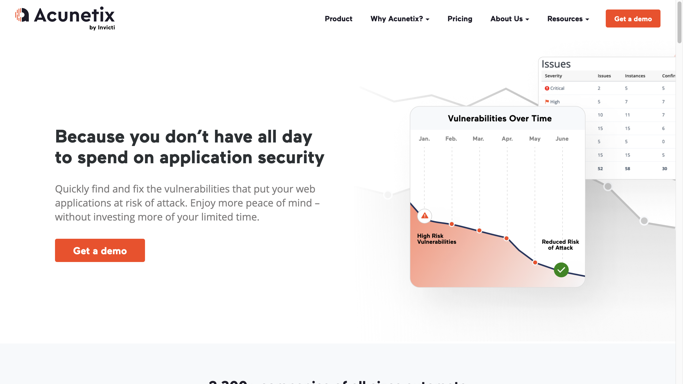 Acunetix
by Invicti
Product
Why Acunetix?
Pricing
About Us
Resources
Get a demo
Because you don't have all day
to spend on application security
Quickly find and fix the vulnerabilities that put your web
applications at risk of attack. Enjoy more peace of mind –
without investing more of your limited time.
Get a demo
Issues
Severity Issues Instances
Critical 2 5 5
High 5 7 7
10 11 7
15 15 6
5 5 5
15 15 5
52 58 30
Vulnerabilities Over Time
Jan. Feb. Mar. Apr. May June
High Risk
Vulnerabilities
Reduced Risk
of Attack